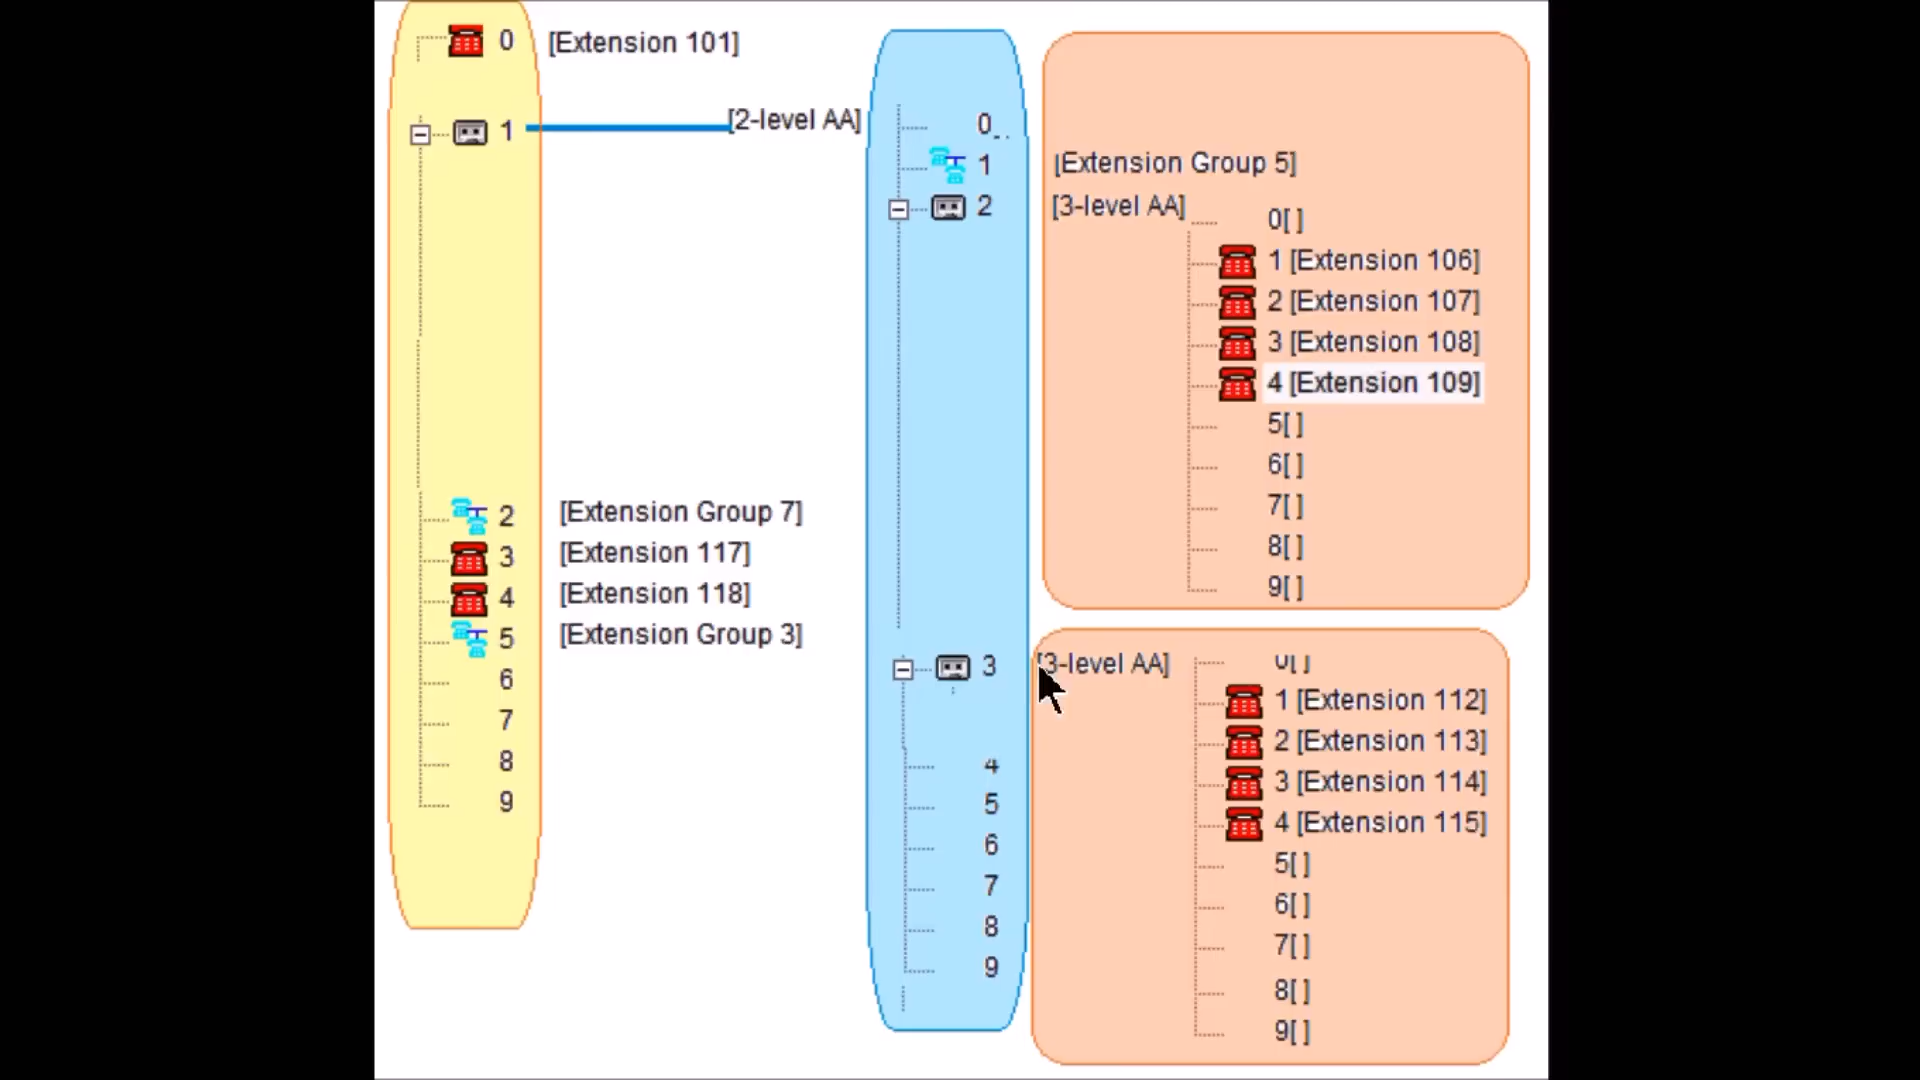 0 [Extension 101]
1 [2-level AA]
2 [Extension Group 7]
3 [Extension 117]
4 [Extension 118]
5 [Extension Group 3]
6
7
8
9
0
1 [Extension Group 5]
2 [3-level AA]
0[ ]
1 [Extension 106]
2 [Extension 107]
3 [Extension 108]
4 [Extension 109]
5[ ]
6[ ]
7[ ]
8[ ]
9[ ]
3 [3-level AA]
0[ ]
1 [Extension 112]
2 [Extension 113]
3 [Extension 114]
4 [Extension 115]
5[ ]
6[ ]
7[ ]
8[ ]
9[ ]
4
5
6
7
8
9